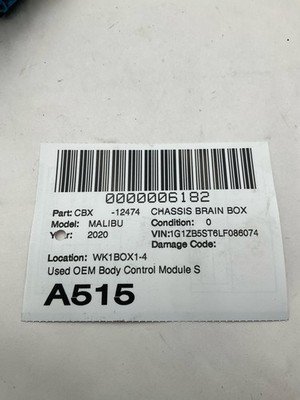 0000006182
Part: CBX -12474 CHASSIS BRAIN BOX
Model: MALIBU Condition: 0
Year: 2020 VIN:1G1ZB5ST6LF086074
Damage Code:
Location: WK1BOX1-4
Used OEM Body Control Module S
A515